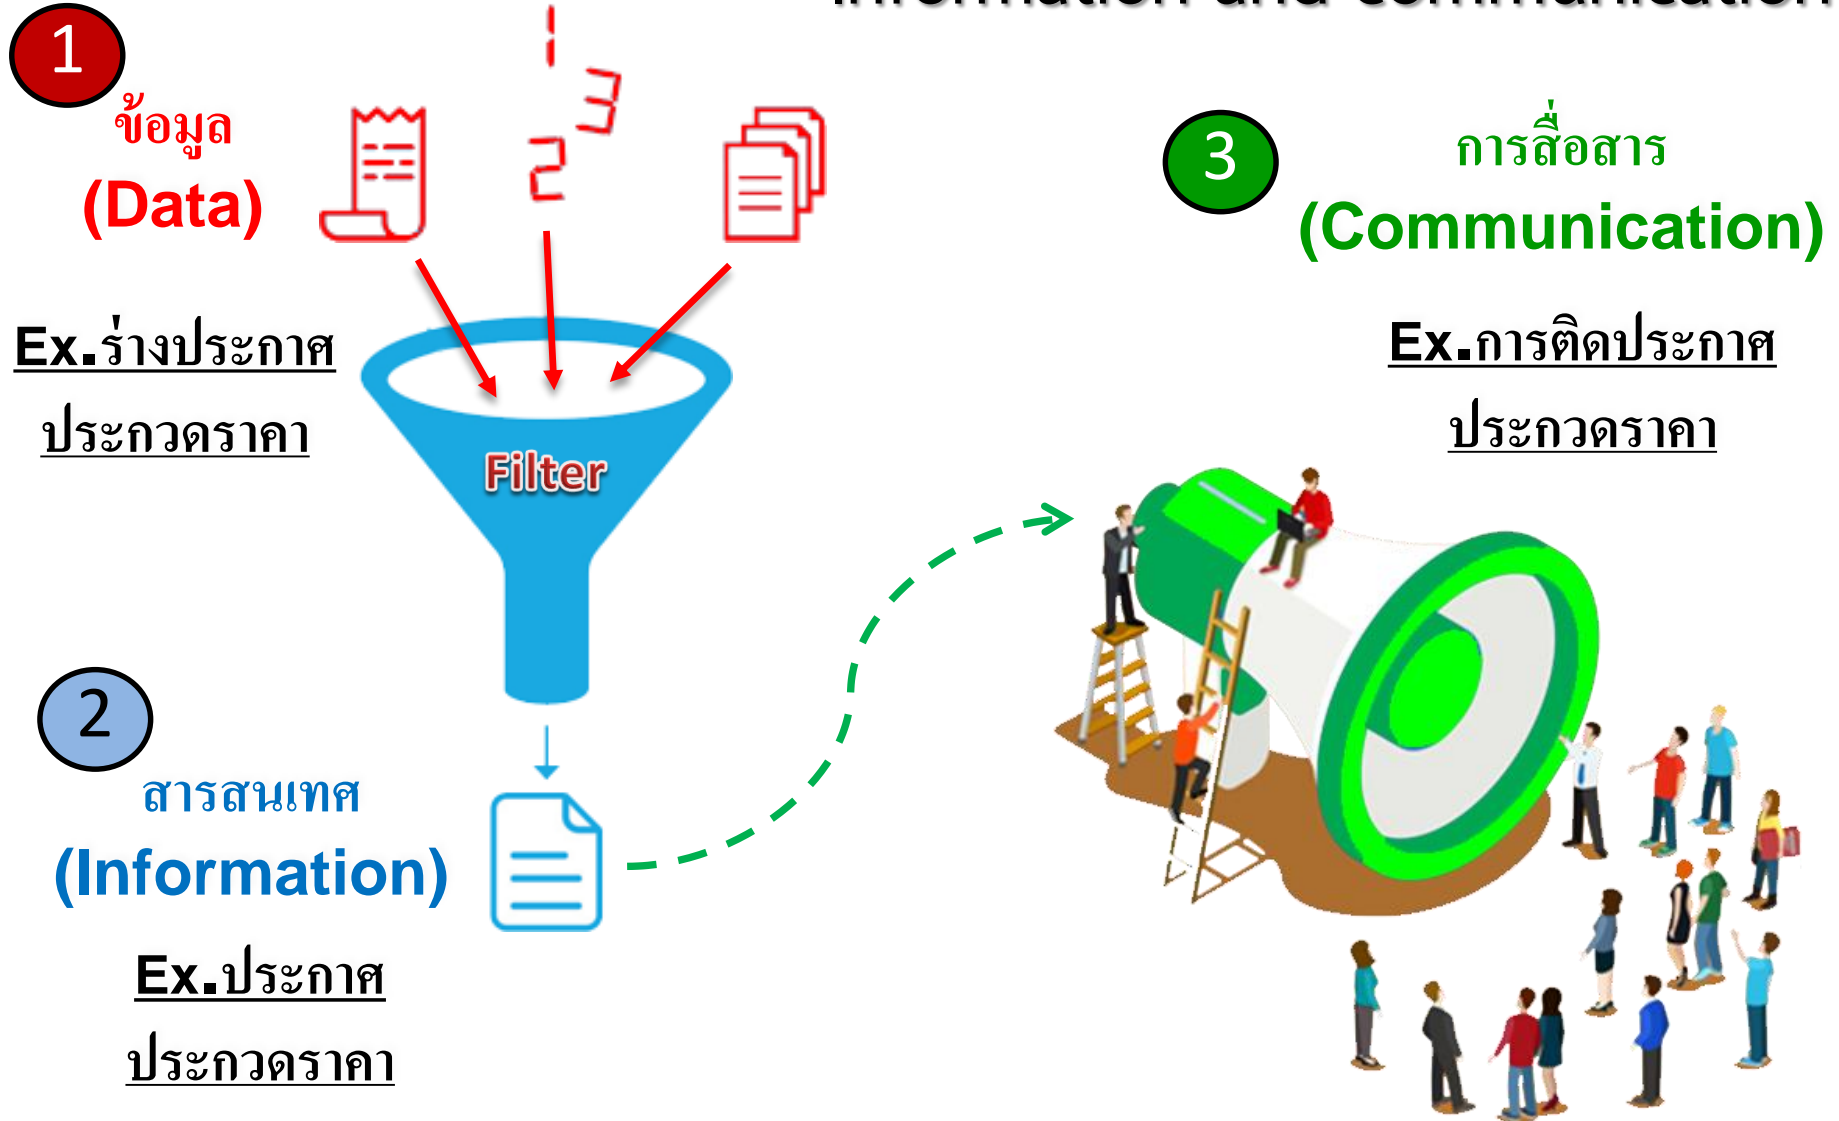 Information and Communication
1
ข้อมูล
(Data)
1
3
2
Ex.ร่างประกาศ
ประกวดราคา
Filter
2
สารสนเทศ
(Information)
Ex.ประกาศ
ประกวดราคา
3
การสื่อสาร
(Communication)
Ex.การติดประกาศ
ประกวดราคา